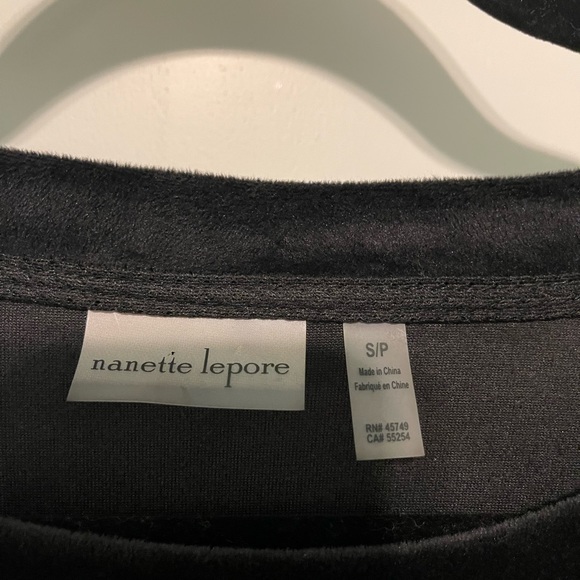 nanette lepore
S/P
Made in China
Fabriqué en Chine
RN# 45749
CA# 55254